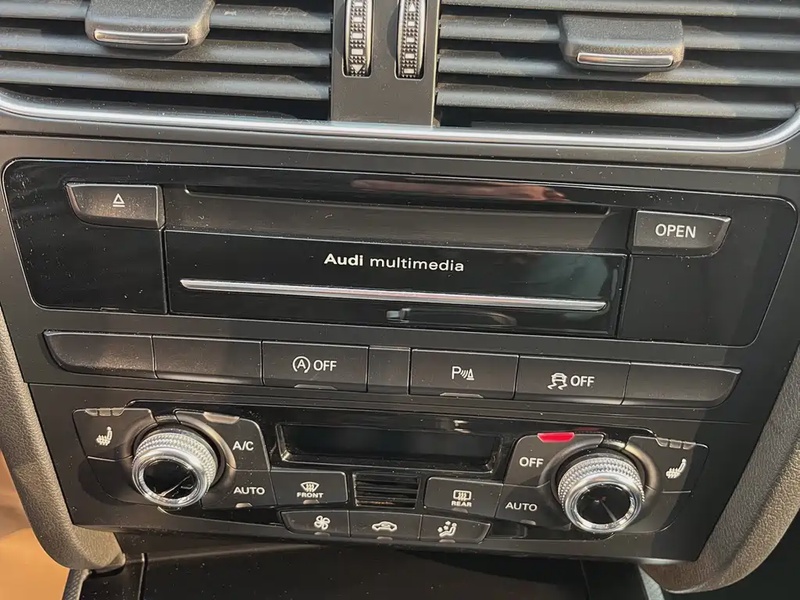 OPEN
Audi multimedia
A OFF
P
OFF
A/C
OFF
AUTO
FRONT
REAR
AUTO